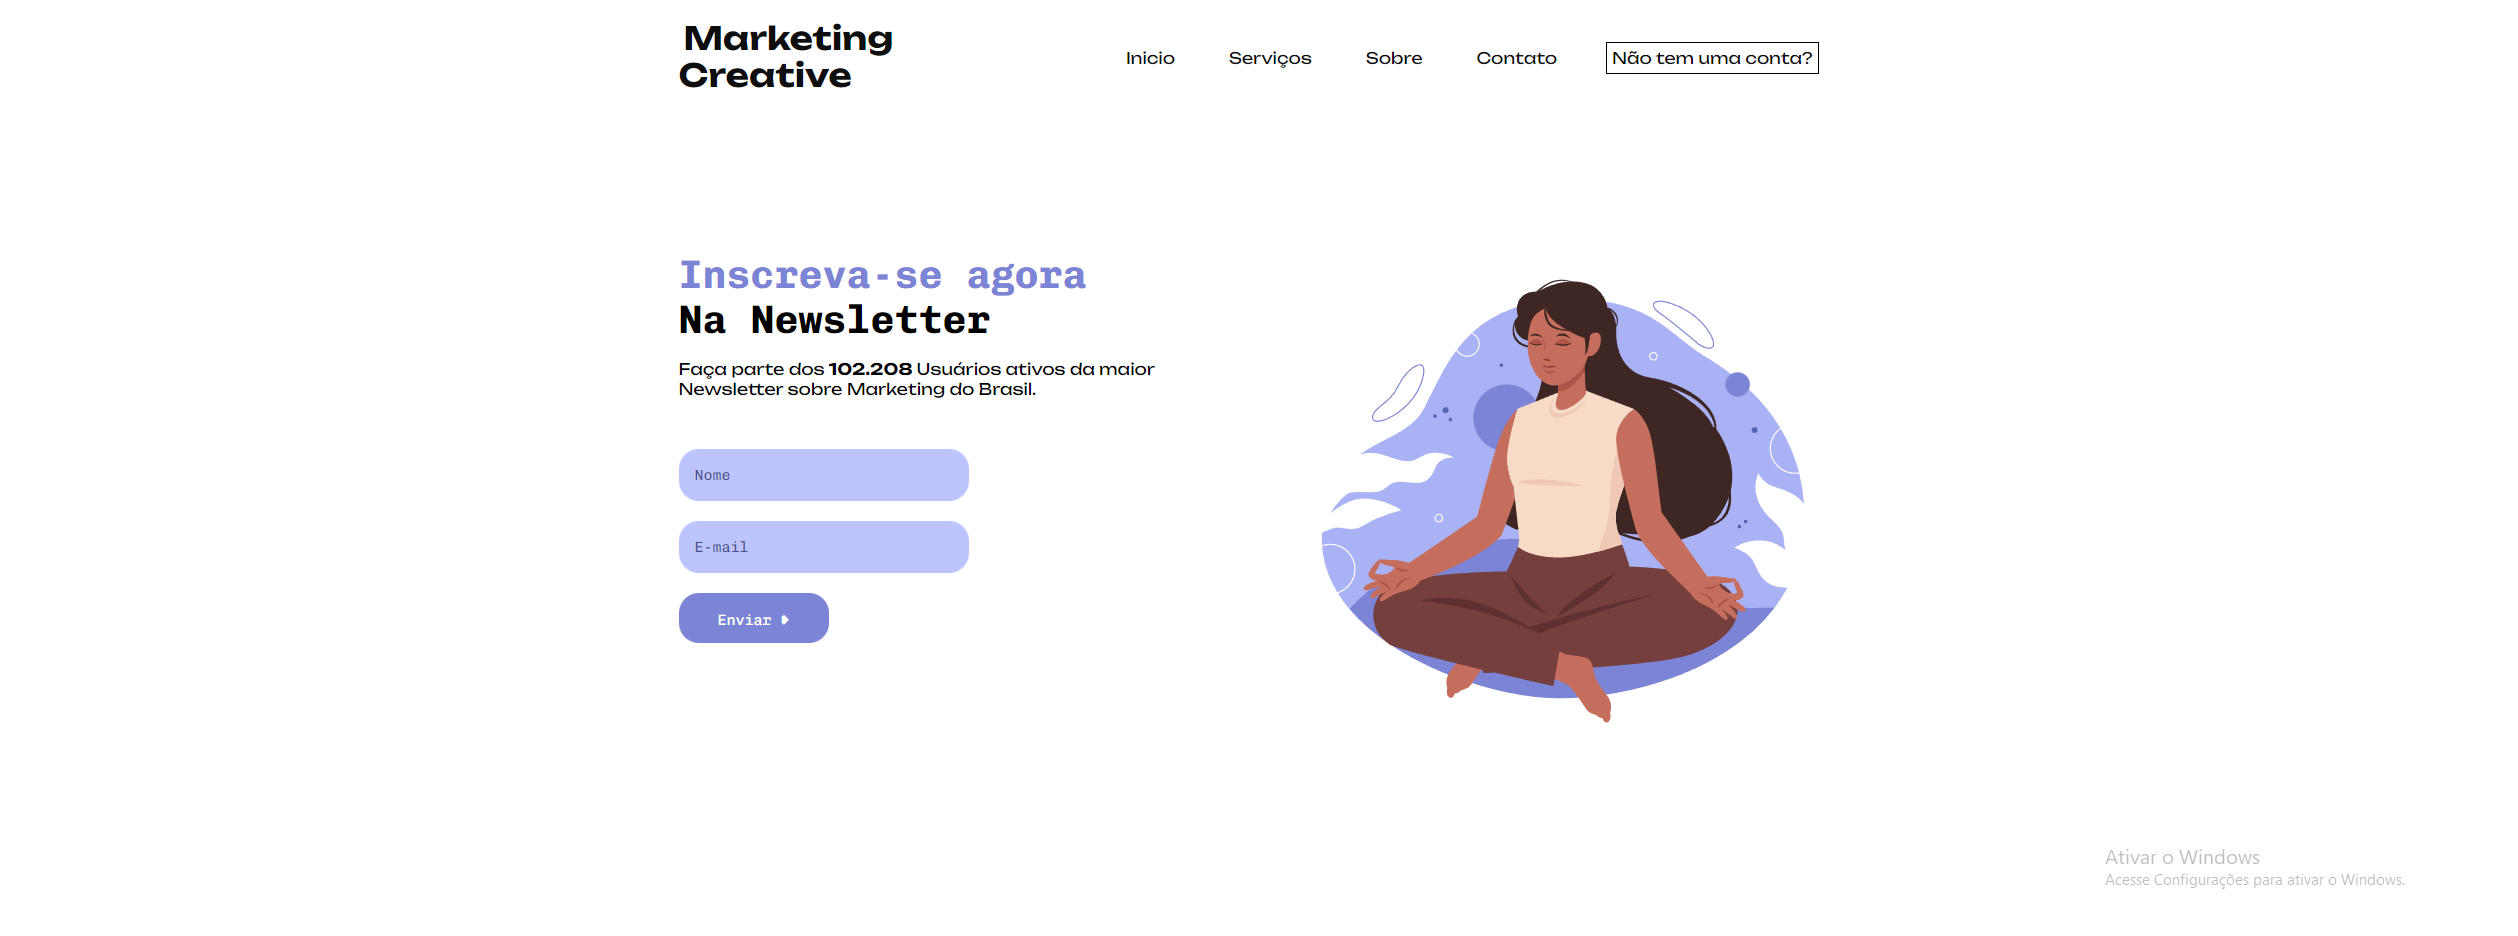 Marketing
Creative
Inicio
Serviços
Sobre
Contato
Não tem uma conta?
Inscreva-se agora
Na Newsletter
Faça parte dos 102.208 Usuários ativos da maior
Newsletter sobre Marketing do Brasil.
Nome
E-mail
Enviar
Ativar o Windows
Acesse Configurações para ativar o Windows.